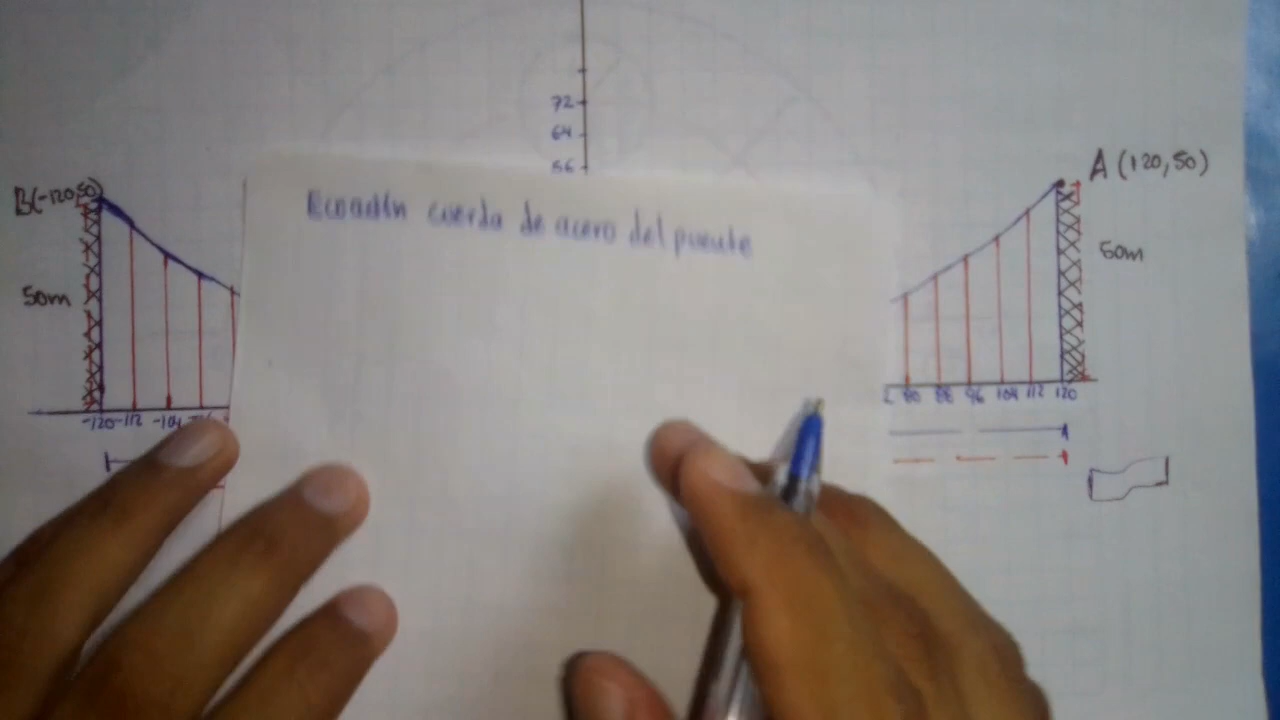 72
64
56
A (120,50)
B(-120,50)
Ecuación cuerda de acero del puente
50m
50m
-120 -112 -104
80 88 96 104 112 120